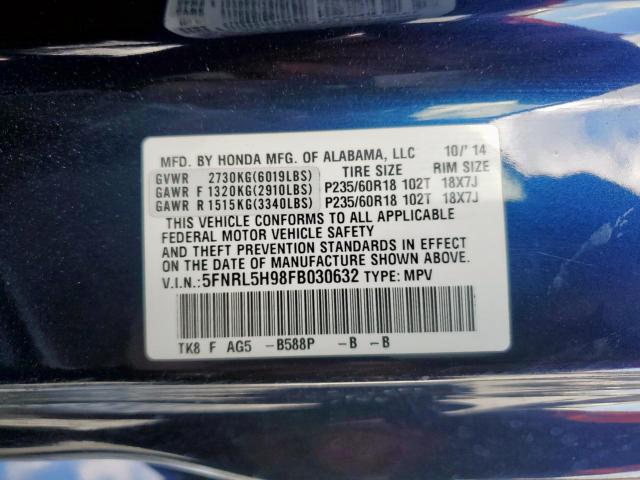 MFD. BY HONDA MFG. OF ALABAMA, LLC 10/'14
GVWR 2730KG(6019LBS) TIRE SIZE RIM SIZE
GAWR F 1320KG(2910LBS) P235/60R18 102T 18X7J
GAWR R 1515KG(3340LBS) P235/60R18 102T 18X7J
THIS VEHICLE CONFORMS TO ALL APPLICABLE
FEDERAL MOTOR VEHICLE SAFETY
AND THEFT PREVENTION STANDARDS IN EFFECT
ON THE DATE OF MANUFACTURE SHOWN ABOVE.
V.I.N.:5FNRL5H98FB030632 TYPE: MPV
TK8 F AG5 -B588P -B -B